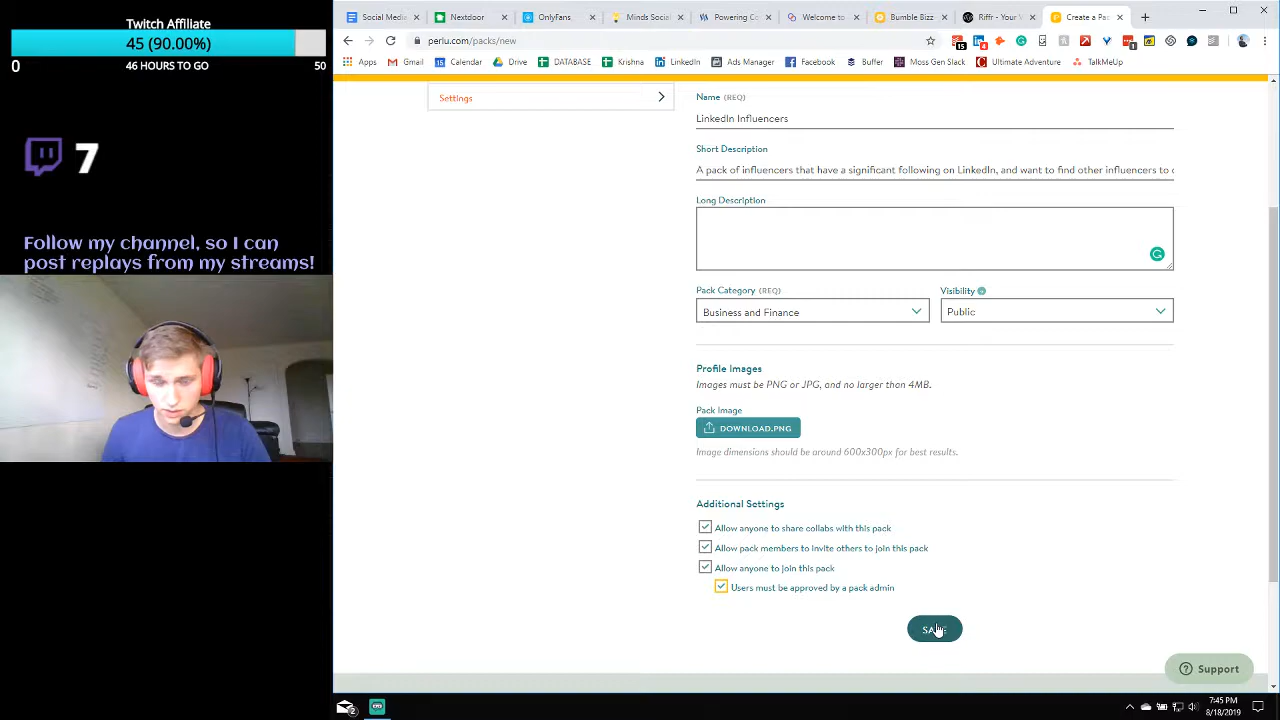 Twitch Affiliate
45 (90.00%)
0
46 HOURS TO GO
50
7
Follow my channel, so I can
post replays from my streams!
Social Media
Nextdoor
OnlyFans
Minds Social
Powering Co
Welcome to
Bumble Bizz
Riffr - Your V
Create a Pac
perlu.com/packs/new
15
4
1
Apps
Gmail
Calendar
Drive
DATABASE
Krishna
LinkedIn
Ad Manager
Facebook
Buffer
Moss Gen Slack
Ultimate Adventure
TalkMeUp
Settings
Name (REQ)
LinkedIn Influencers
Short Description
A pack of influencers that have a significant following on LinkedIn, and want to find other influencers to c
Long Description
Pack Category (REQ)
Visibility
Business and Finance
Public
Profile Images
Images must be PNG or JPG, and no larger than 4MB.
Pack Image
DOWNLOAD.PNG
Image dimensions should be around 600x300px for best results.
Additional Settings
Allow anyone to share collabs with this pack
Allow pack members to invite others to join this pack
Allow anyone to join this pack
Users must be approved by a pack admin
SAVE
Support
2
7:45 PM
8/18/2019